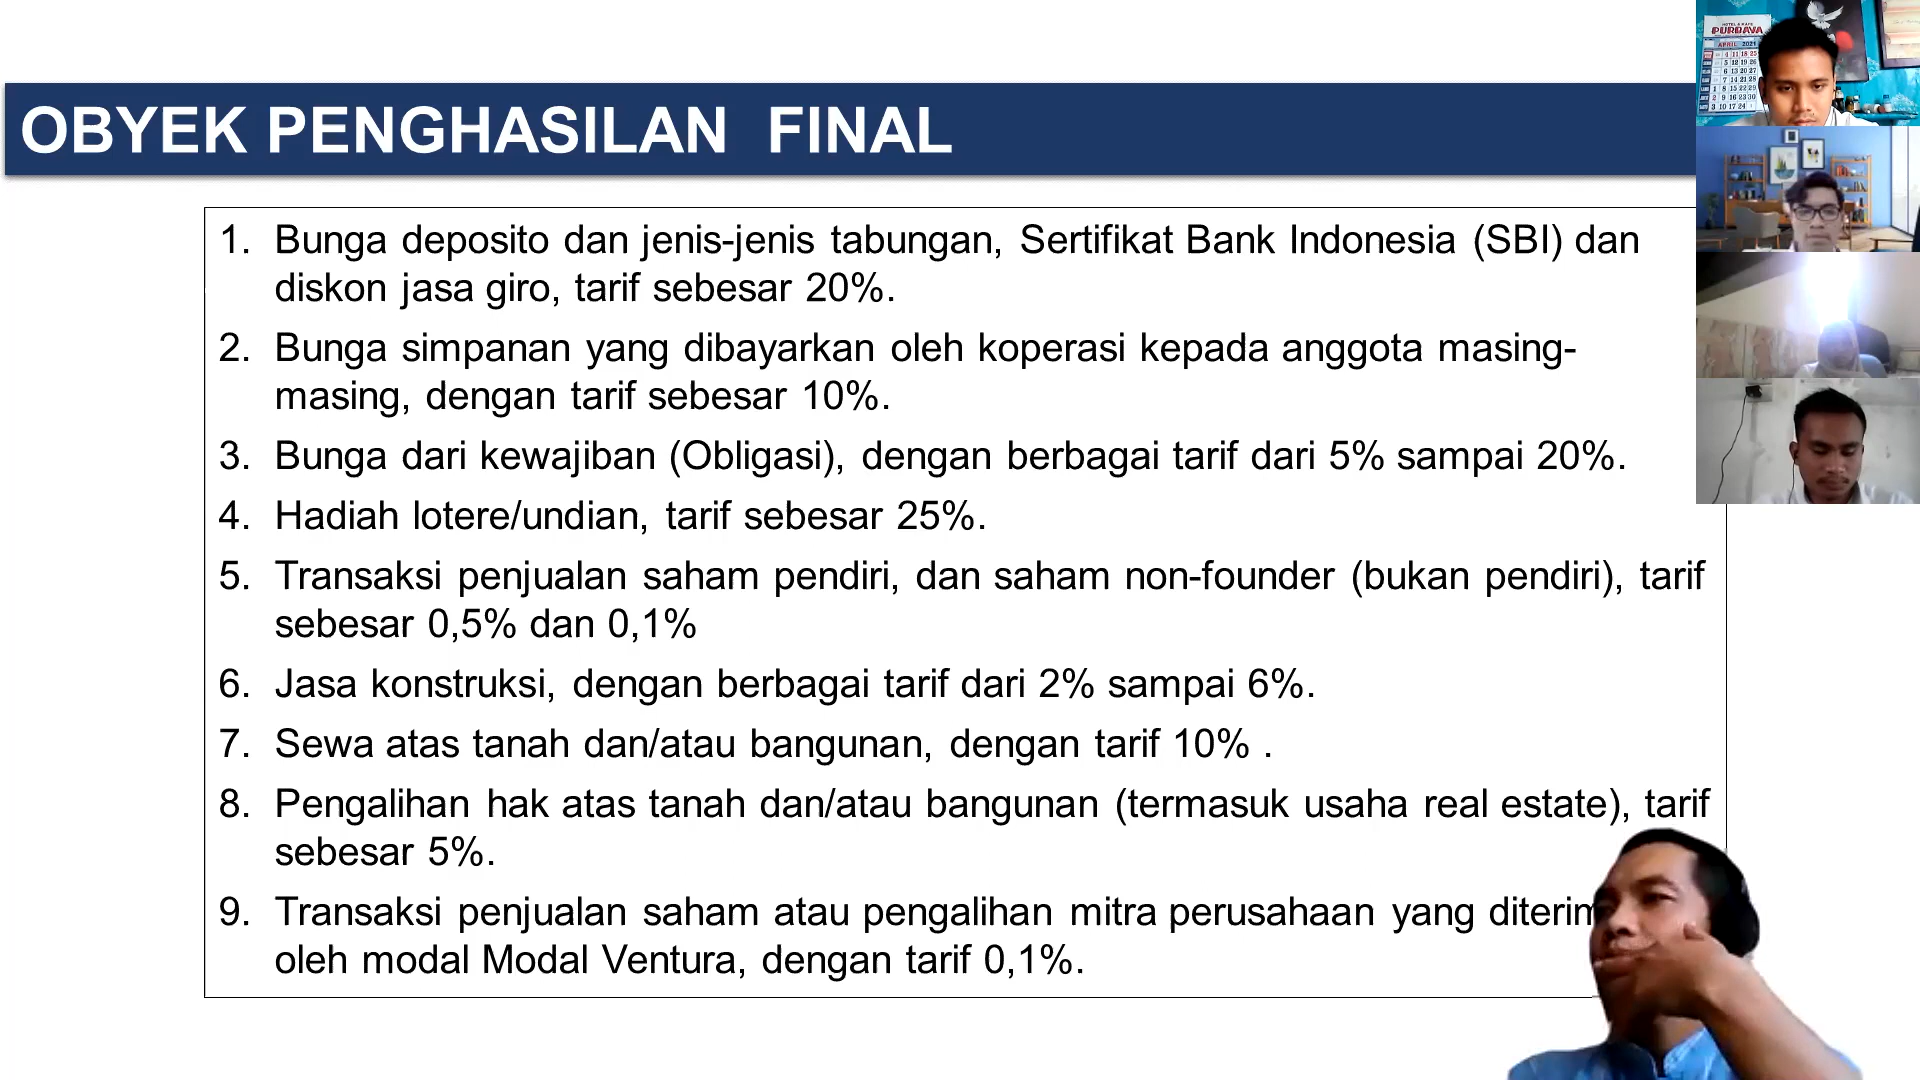 OBYEK PENGHASILAN FINAL
1. Bunga deposito dan jenis-jenis tabungan, Sertifikat Bank Indonesia (SBI) dan
diskon jasa giro, tarif sebesar 20%.
2. Bunga simpanan yang dibayarkan oleh koperasi kepada anggota masing-
masing, dengan tarif sebesar 10%.
3. Bunga dari kewajiban (Obligasi), dengan berbagai tarif dari 5% sampai 20%.
4. Hadiah lotere/undian, tarif sebesar 25%.
5. Transaksi penjualan saham pendiri, dan saham non-founder (bukan pendiri), tarif
sebesar 0,5% dan 0,1%
6. Jasa konstruksi, dengan berbagai tarif dari 2% sampai 6%.
7. Sewa atas tanah dan/atau bangunan, dengan tarif 10% .
8. Pengalihan hak atas tanah dan/atau bangunan (termasuk usaha real estate), tarif
sebesar 5%.
9. Transaksi penjualan saham atau pengalihan mitra perusahaan yang
oleh modal Modal Ventura, dengan tarif 0,1%.
PURDAYA
APRIL 2021